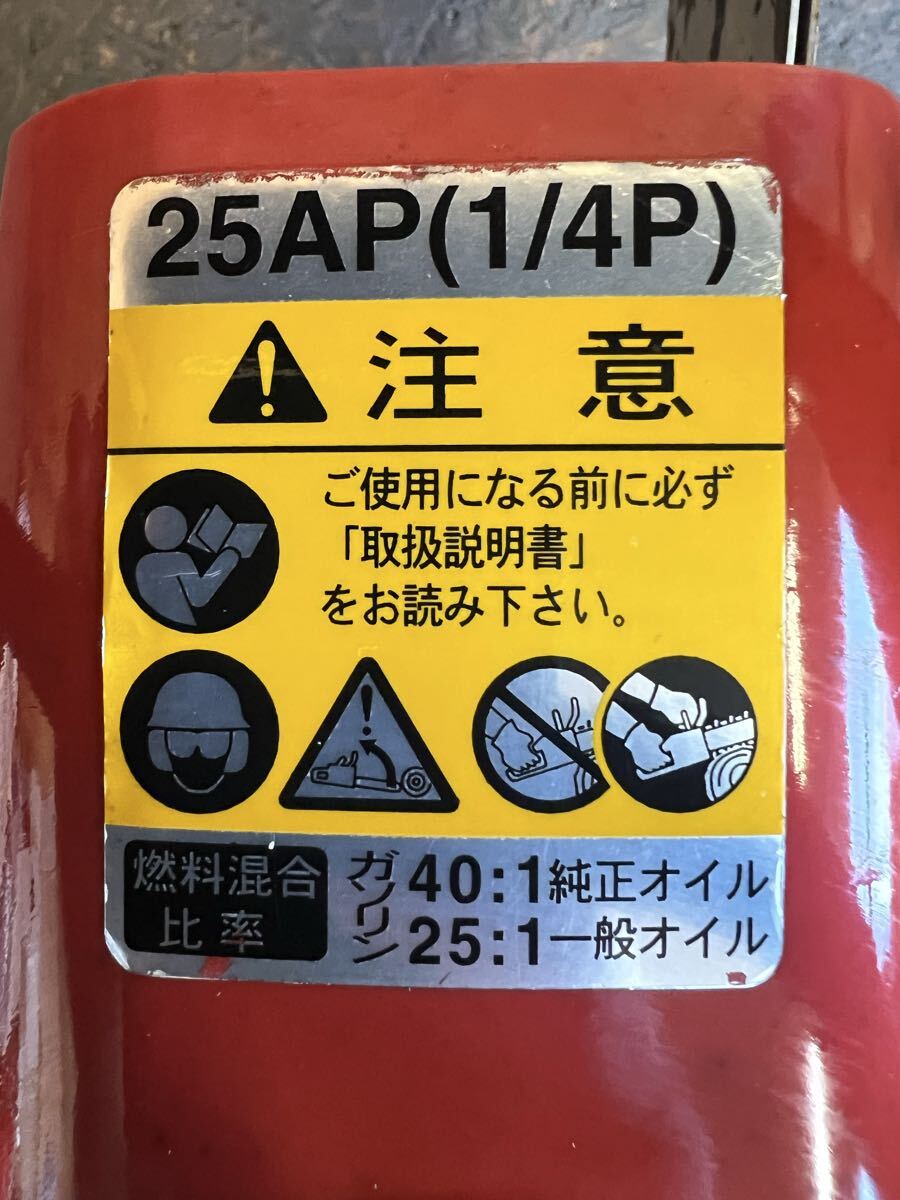 25AP(1/4P)
注意
ご使用になる前に必ず
「取扱説明書」
をお読み下さい。
燃料混合
比率
ガソリン
40:1純正オイル
25:1一般オイル